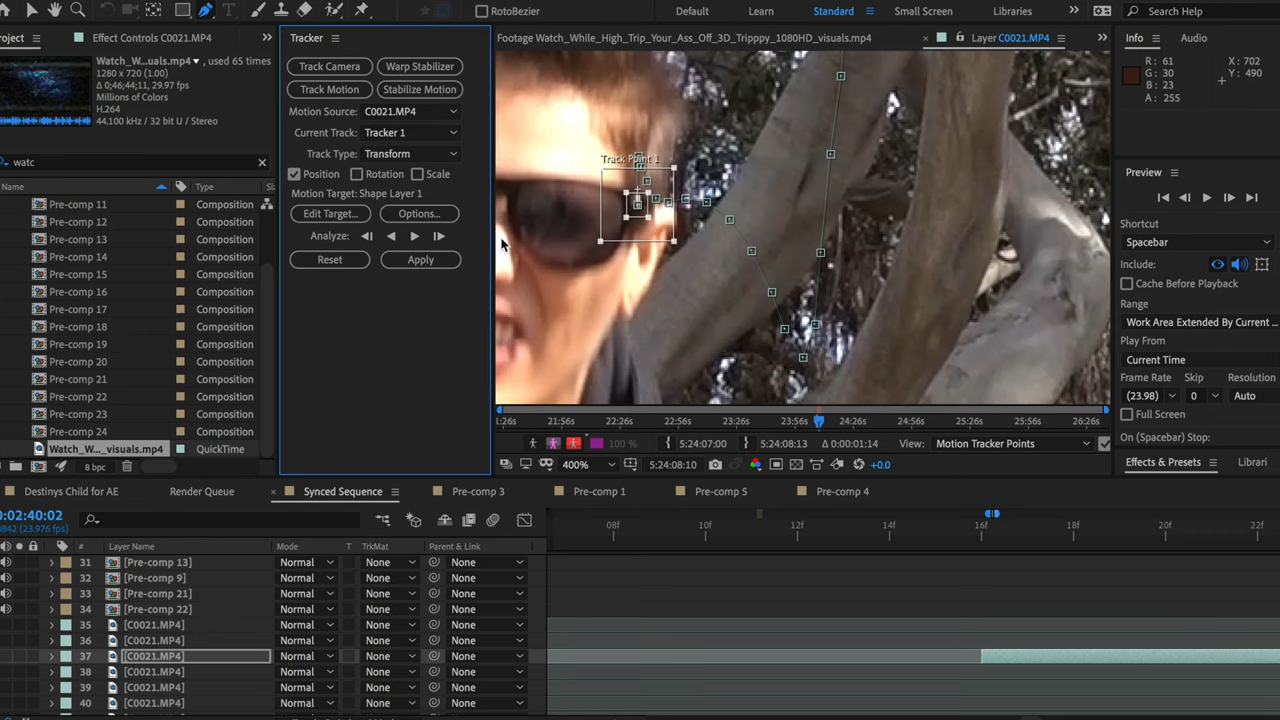 RotoBezier
Default
Learn
Standard
Small Screen
Libraries
Search Help
roject
Effect Controls C0021.MP4
Tracker
Footage Watch_While_High_Trip_Your_Ass_Off_3D_Tripppy_1080HD_visuals.mp4
Layer C0021.MP4
Info
Audio
Watch_W...uals.mp4 , used 65 times
1280 x 720 (1.00)
Δ 0;46;44;11, 29.97 fps
Millions of Colors
H.264
44.100 kHz / 32 bit U / Stereo
watc
Name
Type
Siz
Pre-comp 11 Composition
Pre-comp 12 Composition
Pre-comp 13 Composition
Pre-comp 14 Composition
Pre-comp 15 Composition
Pre-comp 16 Composition
Pre-comp 17 Composition
Pre-comp 18 Composition
Pre-comp 19 Composition
Pre-comp 20 Composition
Pre-comp 21 Composition
Pre-comp 22 Composition
Pre-comp 23 Composition
Pre-comp 24 Composition
Watch_W..._visuals.mp4 QuickTime
8 bpc
Track Camera
Warp Stabilizer
Track Motion
Stabilize Motion
Motion Source: C0021.MP4
Current Track: Tracker 1
Track Type: Transform
Position Rotation Scale
Motion Target: Shape Layer 1
Edit Target...
Options...
Analyze:
Reset
Apply
Track Point 1
R: 61
G: 30
B: 23
A: 255
X: 702
Y: 490
Preview
Shortcut
Spacebar
Include:
Cache Before Playback
Range
Work Area Extended By Current ...
Play From
Current Time
Frame Rate Skip Resolution
(23.98) 0 Auto
Full Screen
On (Spacebar) Stop:
Effects & Presets
Librari
1:26f 21:56f 22:26f 22:56f 23:26f 23:56f 24:26f 24:56f 25:26f 25:56f 26:26f
100 %
5:24:07:00
5:24:08:13
Δ 0:00:01:14
View: Motion Tracker Points
400%
5:24:08:10
+0.0
Destinys Child for AE
Render Queue
Synced Sequence
Pre-comp 3
Pre-comp 1
Pre-comp 5
Pre-comp 4
0:02:40:02
3842 (23.976 fps)
08f 10f 12f 14f 16f 18f 20f 22f
# Layer Name Mode T TrkMat Parent & Link
31 [Pre-comp 13] Normal None None
32 [Pre-comp 9] Normal None None
33 [Pre-comp 21] Normal None None
34 [Pre-comp 22] Normal None None
35 [C0021.MP4] Normal None None
36 [C0021.MP4] Normal None None
37 [C0021.MP4] Normal None None
38 [C0021.MP4] Normal None None
39 [C0021.MP4] Normal None None
40 [C0021.MP4] Normal None None